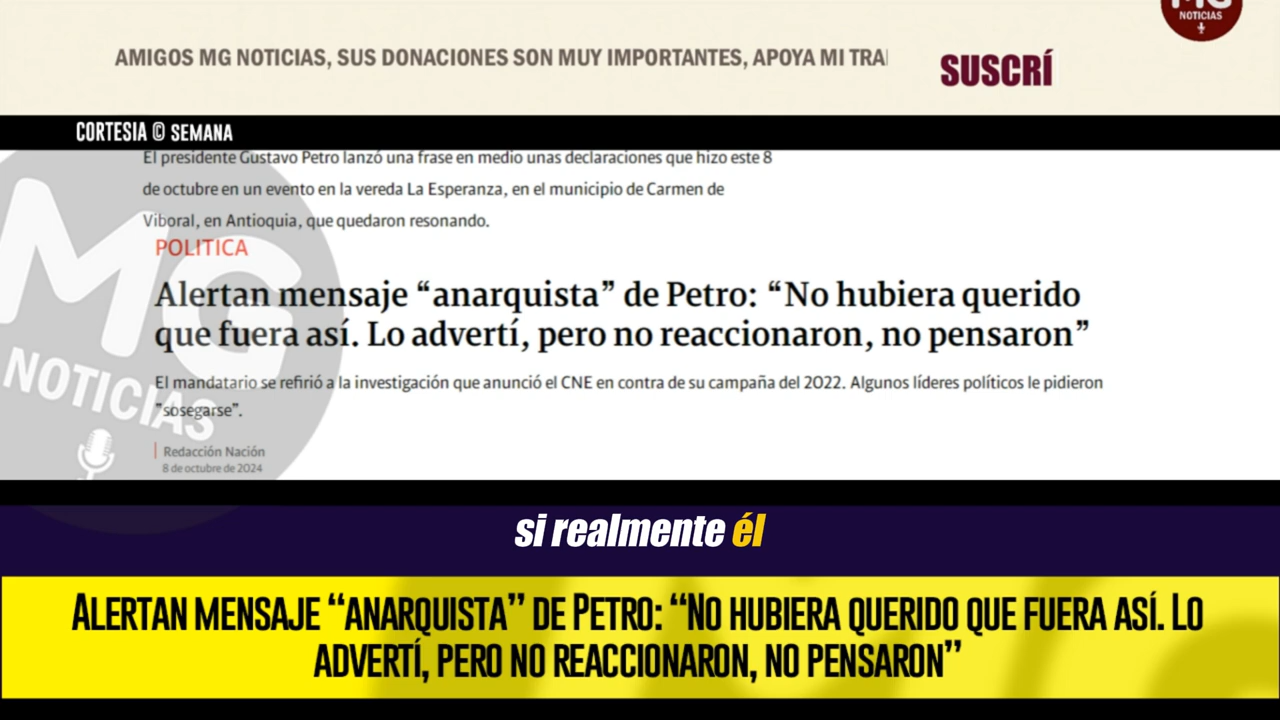 MG
NOTICIAS
AMIGOS MG NOTICIAS, SUS DONACIONES SON MUY IMPORTANTES, APOYA MI TRA
SUSCRÍ
CORTESIA © SEMANA
El presidente Gustavo Petro lanzó una frase en medio unas declaraciones que hizo este 8
de octubre en un evento en la vereda La Esperanza, en el municipio de Carmen de
Viboral, en Antioquia, que quedaron resonando.
POLITICA
Alertan mensaje “anarquista” de Petro: “No hubiera querido
que fuera así. Lo advertí, pero no reaccionaron, no pensaron”
El mandatario se refirió a la investigación que anunció el CNE en contra de su campaña del 2022. Algunos líderes políticos le pidieron
"sosegarse”.
Redacción Nación
8 de octubre de 2024
MG
NOTICIAS
si realmente él
ALERTAN MENSAJE “ANARQUISTA” DE PETRO: “NO HUBIERA QUERIDO QUE FUERA ASÍ. LO
ADVERTÍ, PERO NO REACCIONARON, NO PENSARON”